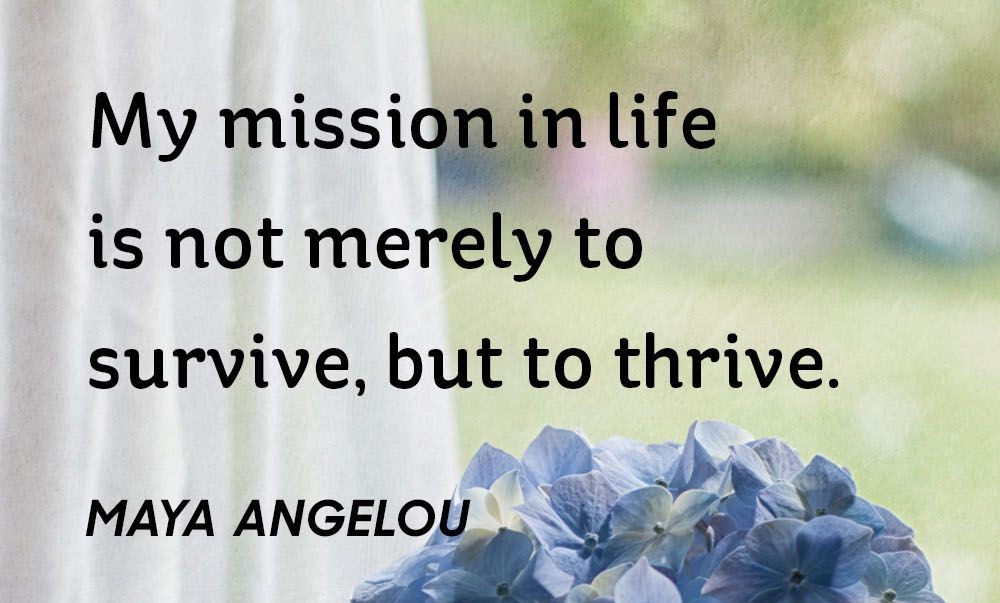 My mission in life
is not merely to
survive, but to thrive.
MAYA ANGELOU